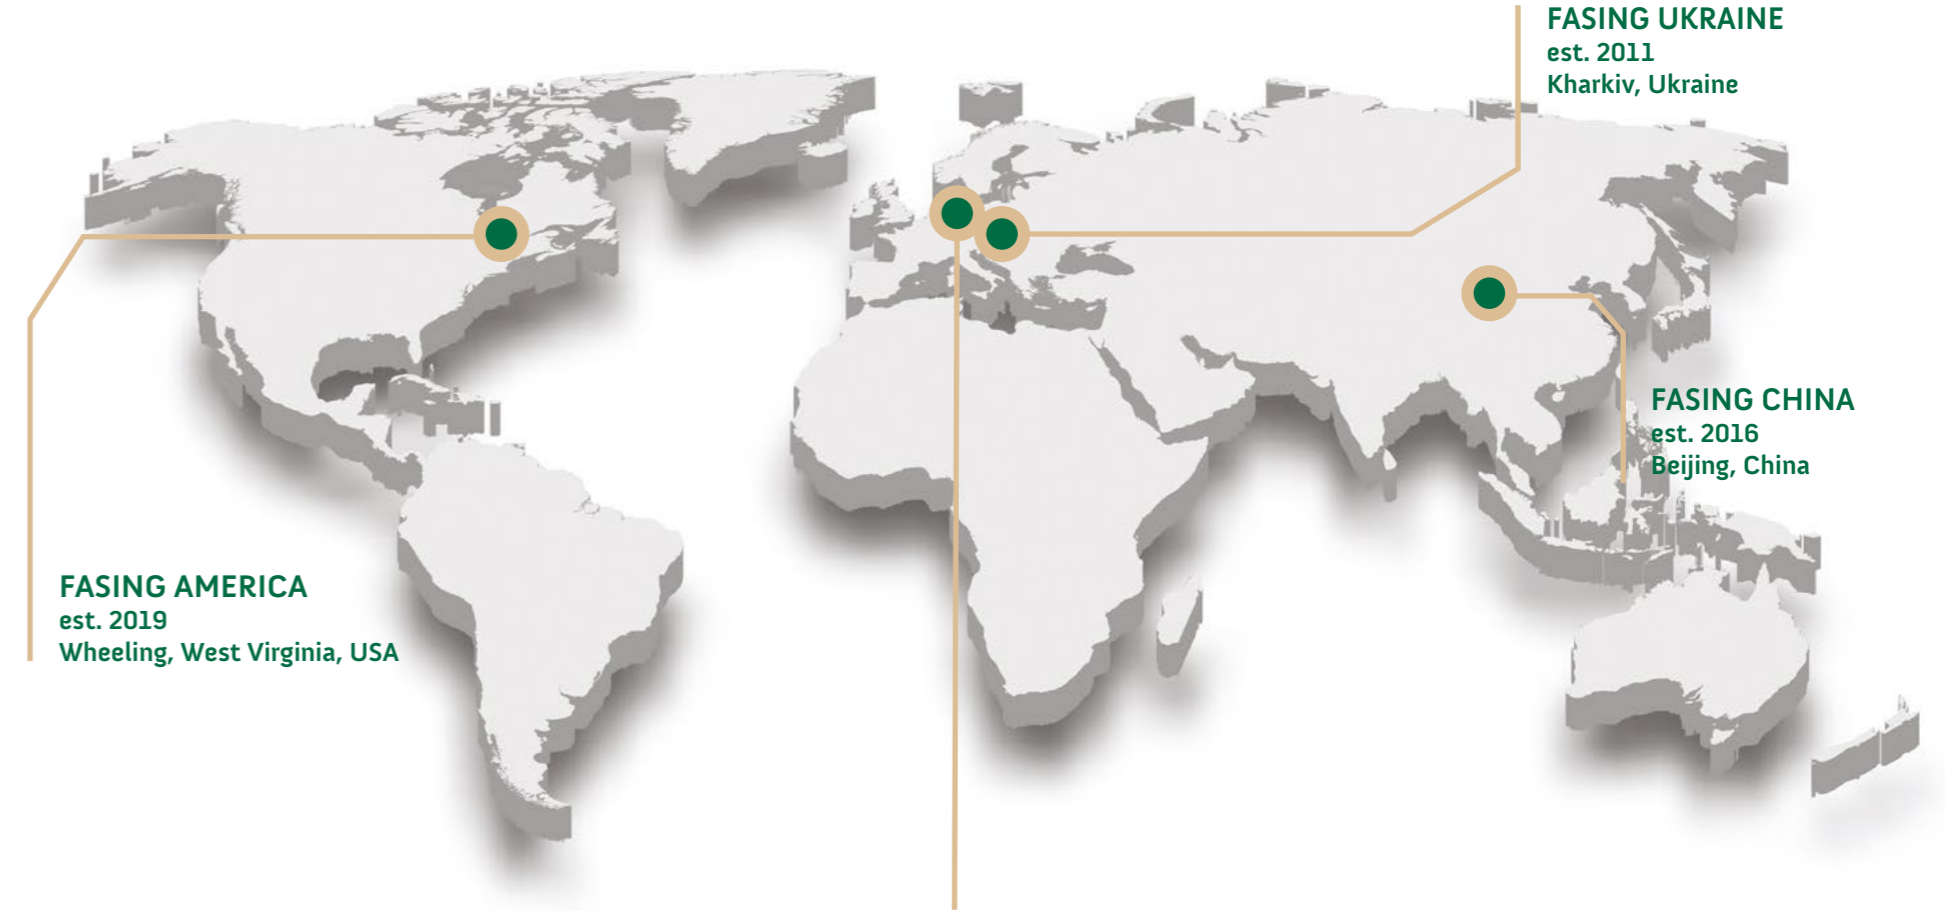 FASING UKRAINE
est. 2011
Kharkiv, Ukraine
FASING CHINA
est. 2016
Beijing, China
FASING AMERICA
est. 2019
Wheeling, West Virginia, USA